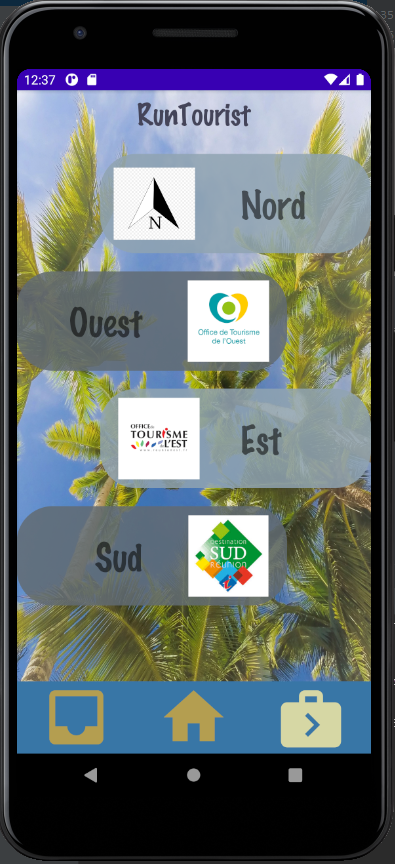 12:37
RunTourist
N
Nord
Ouest
Office de Tourisme
de l'Ouest
OFFICE DE
TOURISME
L'EST
Est
Sud
destination
SUD
RÉUNION